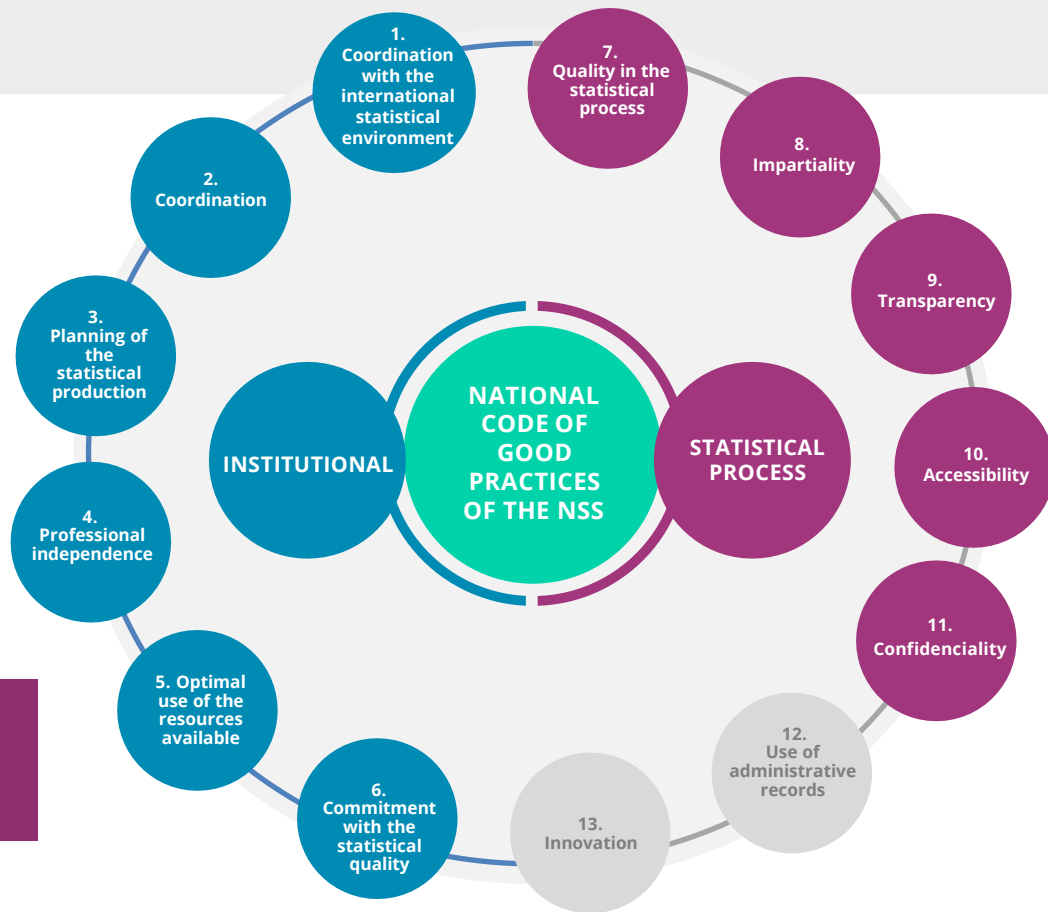 1.
Coordination
with the
international
statistical
environment
2.
Coordination
3.
Planning of
the
statistical
production
4.
Professional
independence
5. Optimal
use of the
resources
available
6.
Commitment
with the
statistical
quality
7.
Quality in the
statistical
process
8.
Impartiality
9.
Transparency
10.
Accessibility
11.
Confidenciality
12.
Use of
administrative
records
13.
Innovation
INSTITUTIONAL
NATIONAL
CODE OF
GOOD
PRACTICES
OF THE NSS
STATISTICAL
PROCESS